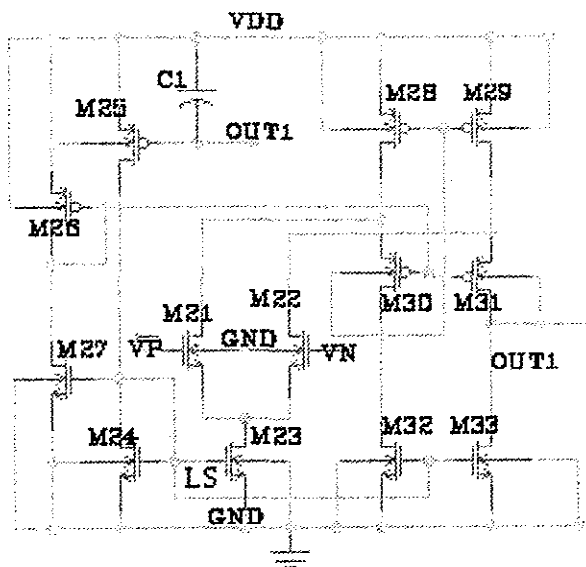 VDD
C1
M25
OUT1
M28
M29
M26
M30
M31
M21
M22
VP
GND
VN
OUT1
M27
M24
M23
M32
M33
LS
GND